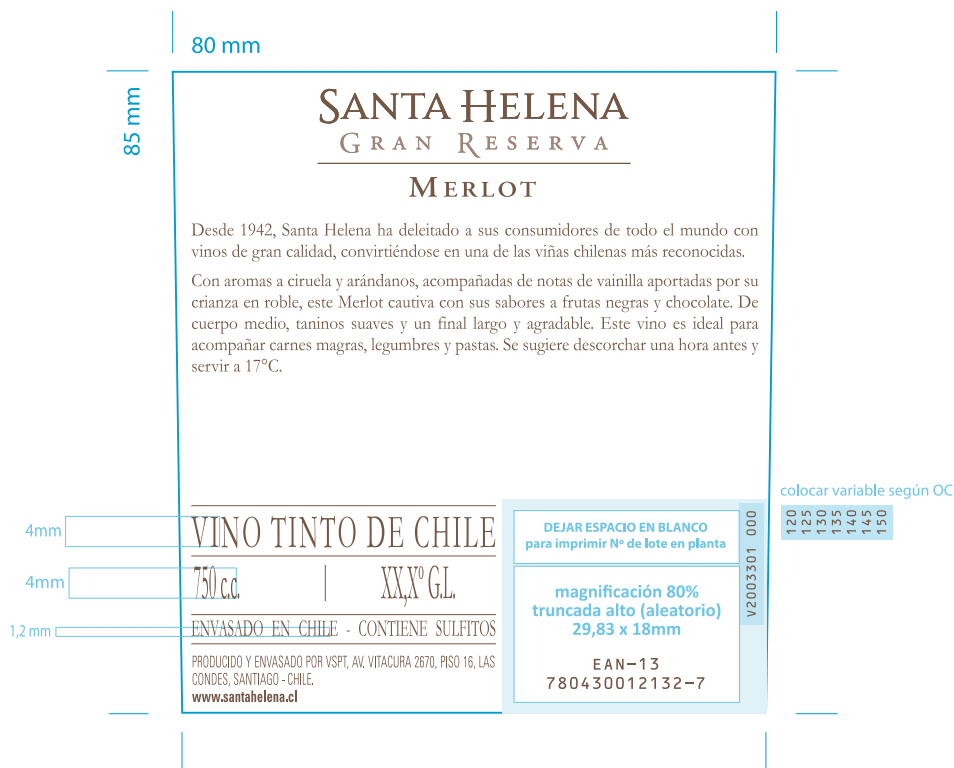 80 mm
85 mm
SANTA HELENA
GRAN RESERVA
MERLOT
Desde 1942, Santa Helena ha deleitado a sus consumidores de todo el mundo con
vinos de gran calidad, convirtiéndose en una de las viñas chilenas más reconocidas.
Con aromas a ciruela y arándanos, acompañadas de notas de vainilla aportadas por su
crianza en roble, este Merlot cautiva con sus sabores a frutas negras y chocolate. De
cuerpo medio, taninos suaves y un final largo y agradable. Este vino es ideal para
acompañar carnes magras, legumbres y pastas. Se sugiere descorchar una hora antes y
servir a 17°C.
4mm
VINO TINTO DE CHILE
4mm
750 c.c. | XX,Xº G.L.
1,2 mm
ENVASADO EN CHILE - CONTIENE SULFITOS
PRODUCIDO Y ENVASADO POR VSPT, AV. VITACURA 2670, PISO 16, LAS
CONDES, SANTIAGO - CHILE.
www.santahelena.cl
DEJAR ESPACIO EN BLANCO
para imprimir Nº de lote en planta
magnificación 80%
truncada alto (aleatorio)
29,83 x 18mm
EAN-13
780430012132-7
V2003301 000
colocar variable según OC
120
125
130
135
140
145
150